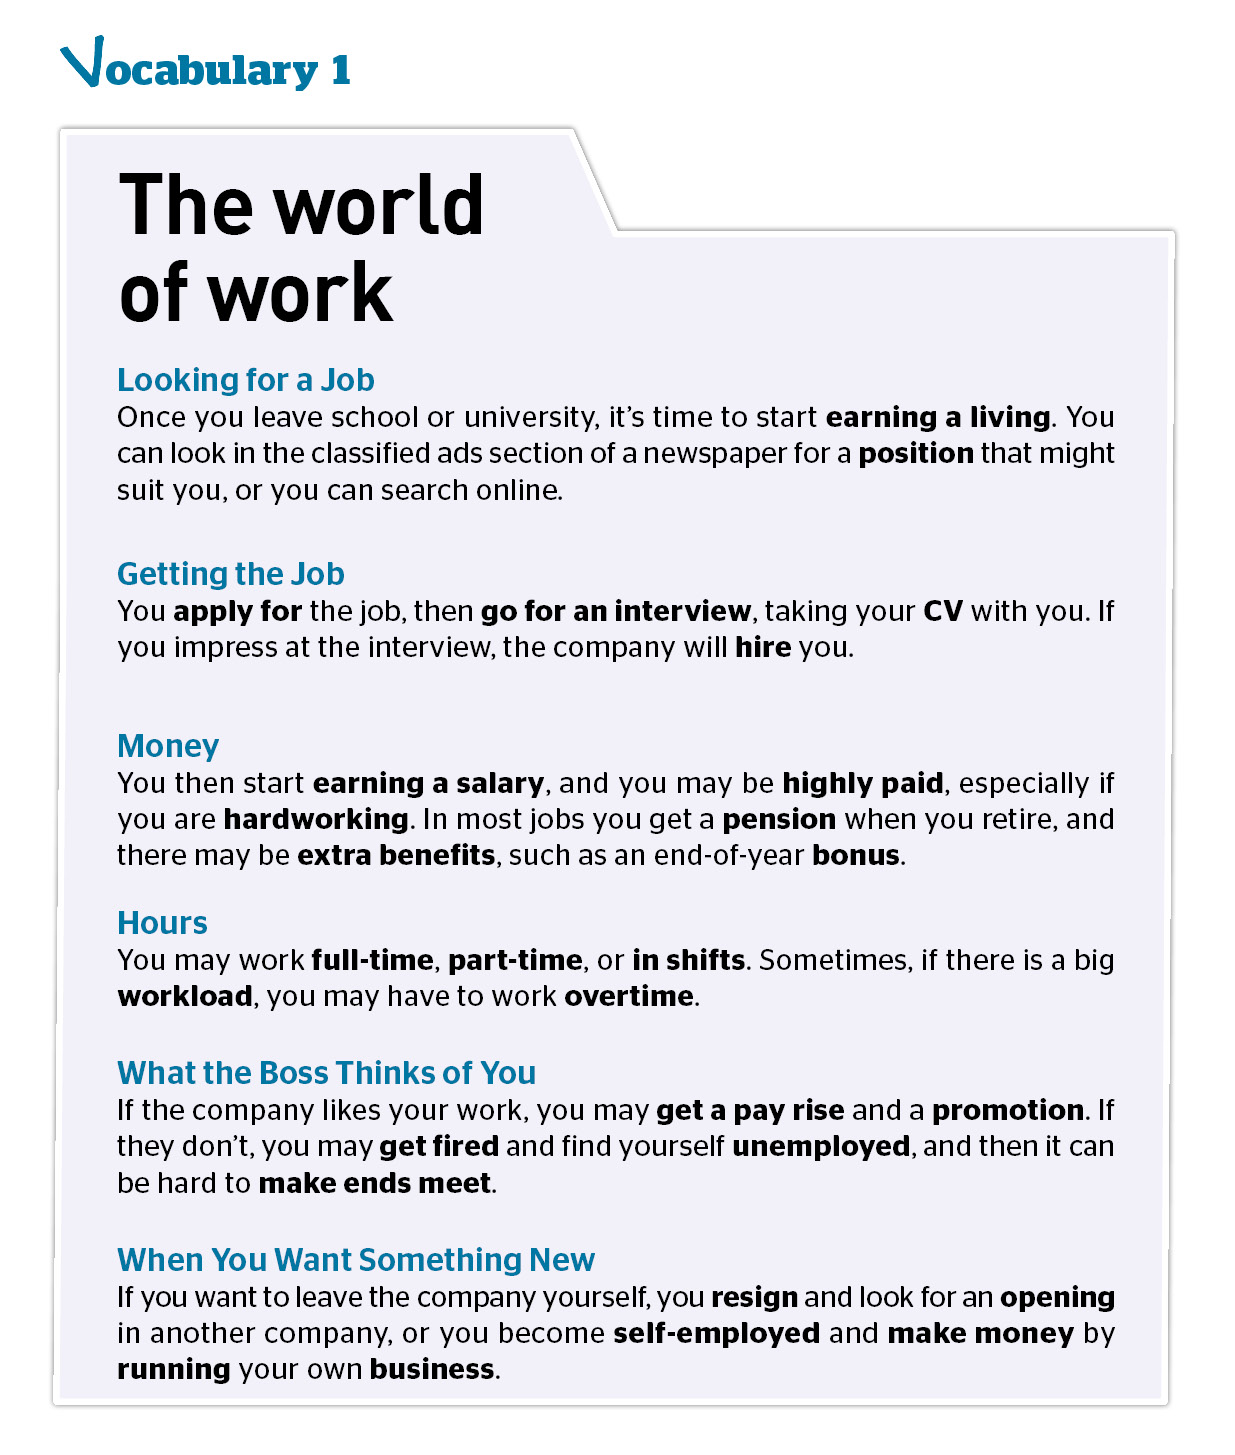 Vocabulary 1
The world
of work
Looking for a Job
Once you leave school or university, it's time to start earning a living. You
can look in the classified ads section of a newspaper for a position that might
suit you, or you can search online.
Getting the Job
You apply for the job, then go for an interview, taking your CV with you. If
you impress at the interview, the company will hire you.
Money
You then start earning a salary, and you may be highly paid, especially if
you are hardworking. In most jobs you get a pension when you retire, and
there may be extra benefits, such as an end-of-year bonus.
Hours
You may work full-time, part-time, or in shifts. Sometimes, if there is a big
workload, you may have to work overtime.
What the Boss Thinks of You
If the company likes your work, you may get a pay rise and a promotion. If
they don't, you may get fired and find yourself unemployed, and then it can
be hard to make ends meet.
When You Want Something New
If you want to leave the company yourself, you resign and look for an opening
in another company, or you become self-employed and make money by
running your own business.